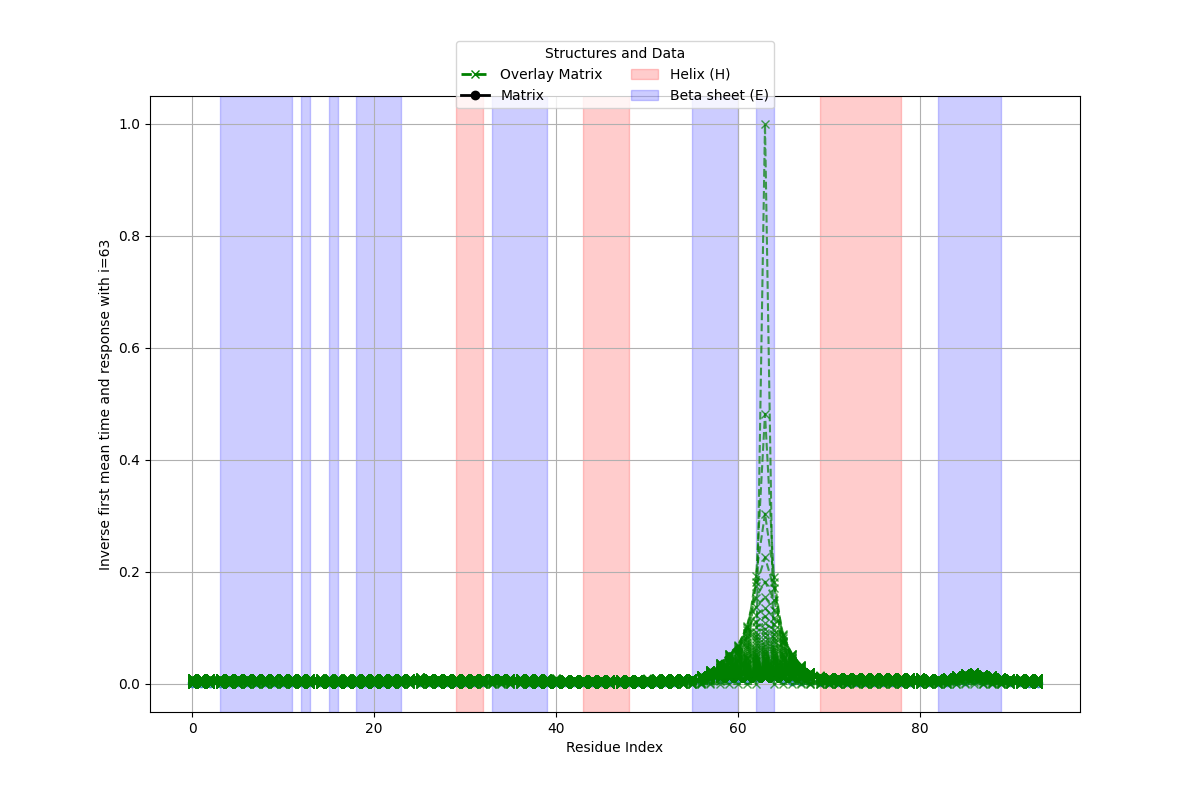 Structures and Data
Overlay Matrix
Matrix
Helix (H)
Beta sheet (E)
Inverse first mean time and response with i=63
1.0
0.8
0.6
0.4
0.2
0.0
0 20 40 60 80
Residue Index